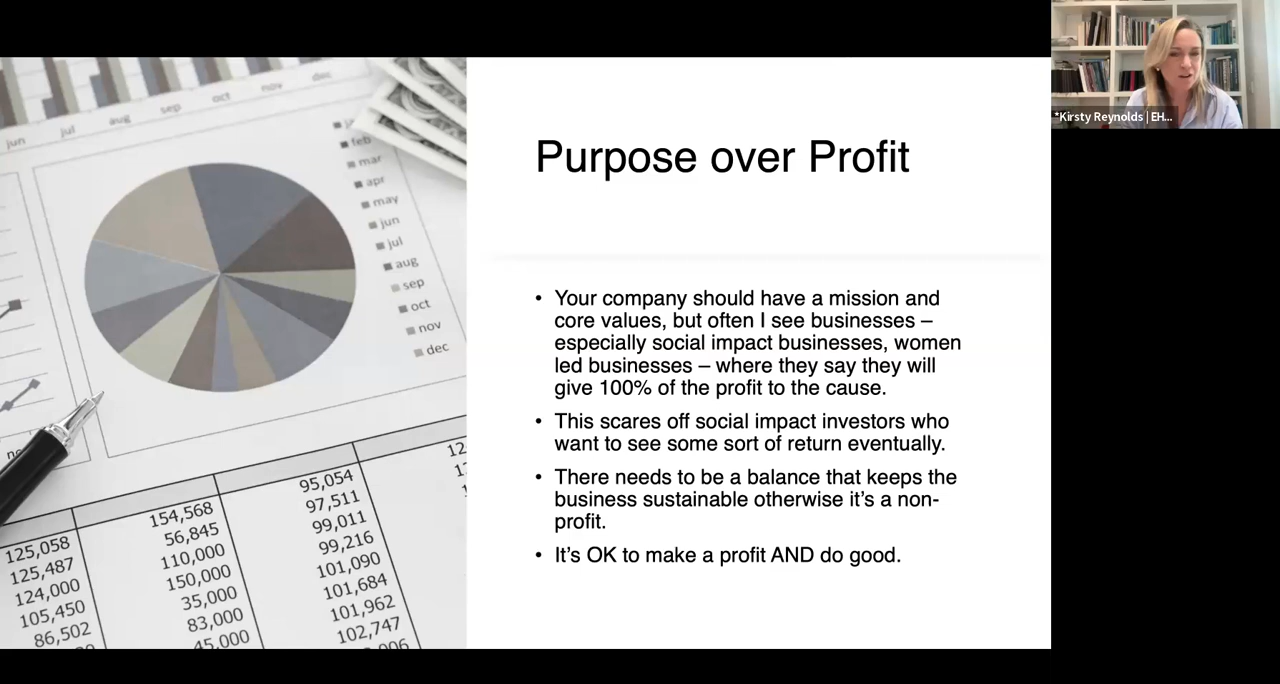 jun jul aug sep oct nov dec
feb
mar
apr
may
jun
jul
aug
sep
oct
nov
dec
125,058
125,487
124,000
105,450
86,502
154,568
56,845
110,000
150,000
35,000
83,000
45,000
95,054
97,511
99,011
99,216
101,090
101,684
101,962
102,747
Purpose over Profit
• Your company should have a mission and
core values, but often I see businesses –
especially social impact businesses, women
led businesses – where they say they will
give 100% of the profit to the cause.
• This scares off social impact investors who
want to see some sort of return eventually.
• There needs to be a balance that keeps the
business sustainable otherwise it’s a non-
profit.
• It’s OK to make a profit AND do good.
*Kirsty Reynolds | EH...